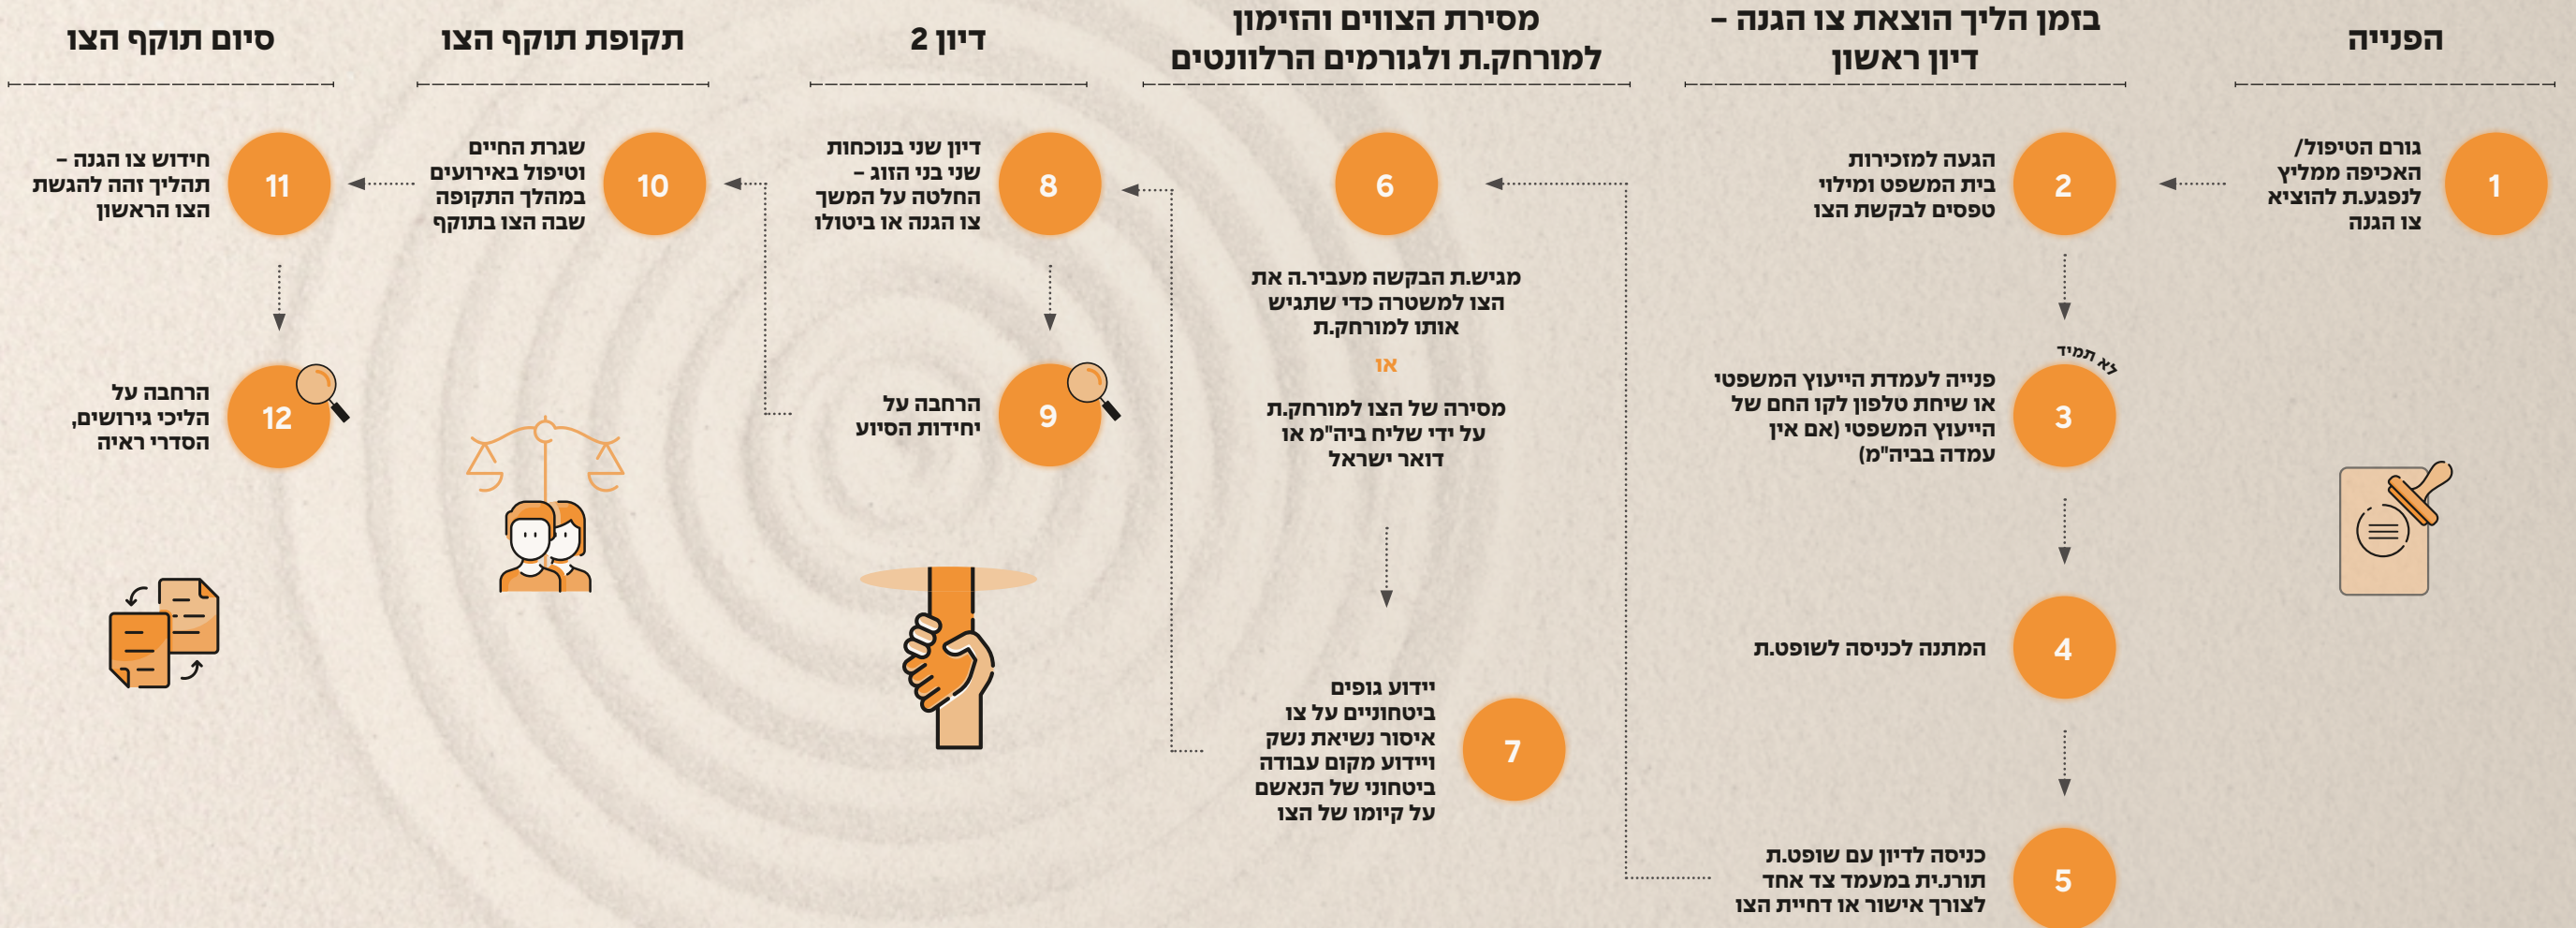 הפנייה
1
גורם הטיפול/
האכיפה ממליץ
לנפגע.ת להוציא
צו הגנה
בזמן הליך הוצאת צו הגנה –
דיון ראשון
2
הגעה למזכירות
בית המשפט ומילוי
טפסים לבקשת הצו
לא תמיד
3
פנייה לעמדת הייעוץ המשפטי
או שיחת טלפון לקו החם של
הייעוץ המשפטי (אם אין
עמדה בביה"מ)
4
המתנה לכניסה לשופט.ת
5
כניסה לדיון עם שופט.ת
תורנ.ית במעמד צד אחד
לצורך אישור או דחיית הצו
מסירת הצווים והזימון
למורחק.ת ולגורמים הרלוונטים
6
מגיש.ת הבקשה מעביר.ה את
הצו למשטרה כדי שתגיש
אותו למורחק.ת
או
מסירה של הצו למורחק.ת
על ידי שליח ביה"מ או
דואר ישראל
7
יידוע גופים
ביטחוניים על צו
איסור נשיאת נשק
ויידוע מקום עבודה
ביטחוני של הנאשם
על קיומו של הצו
דיון 2
8
דיון שני בנוכחות
שני בני הזוג –
החלטה על המשך
צו הגנה או ביטולו
9
הרחבה על
יחידות הסיוע
תקופת תוקף הצו
10
שגרת החיים
וטיפול באירועים
במהלך התקופה
שבה הצו בתוקף
סיום תוקף הצו
11
חידוש צו הגנה –
תהליך זהה להגשת
הצו הראשון
12
הרחבה על
הליכי גירושים,
הסדרי ראיה